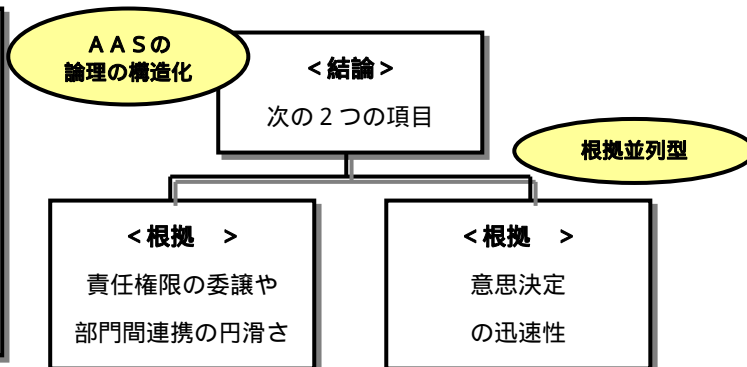 ＡＡＳの
論理の構造化
＜結論＞
次の２つの項目
根拠並列型
＜根拠　＞
責任権限の委譲や
部門間連携の円滑さ
＜根拠　＞
意思決定
の迅速性